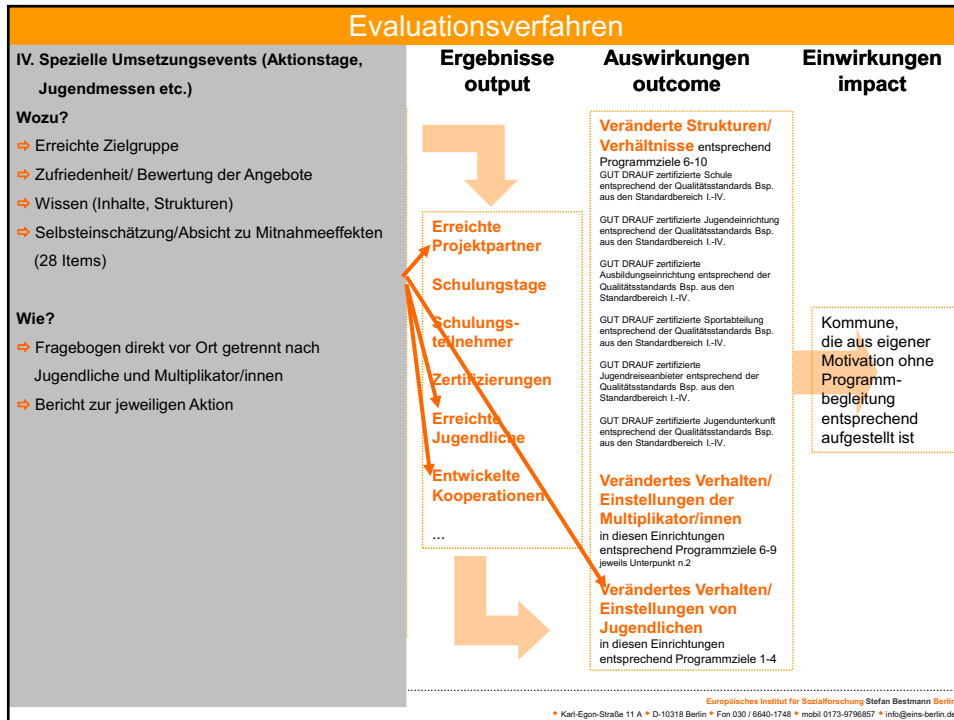 Evaluationsverfahren
IV. Spezielle Umsetzungsevents (Aktionstage,
Jugendmessen etc.)
Wozu?
⇨ Erreichte Zielgruppe
⇨ Zufriedenheit/ Bewertung der Angebote
⇨ Wissen (Inhalte, Strukturen)
⇨ Selbsteinschätzung/Absicht zu Mitnahmeeffekten
(28 Items)
Wie?
⇨ Fragebogen direkt vor Ort getrennt nach
Jugendliche und Multiplikator/innen
⇨ Bericht zur jeweiligen Aktion
Ergebnisse
output
Erreichte
Projektpartner
Schulungstage
Schulungs-
teilnehmer
Zertifizierungen
Erreichte
Jugendliche
Entwickelte
Kooperationen
...
Auswirkungen
outcome
Veränderte Strukturen/
Verhältnisse entsprechend
Programmziele 6-10
GUT DRAUF zertifizierte Schule
entsprechend der Qualitätsstandards Bsp.
aus den Standardbereich I.-IV.
GUT DRAUF zertifizierte Jugendeinrichtung
entsprechend der Qualitätsstandards Bsp.
aus den Standardbereich I.-IV.
GUT DRAUF zertifizierte
Ausbildungseinrichtung entsprechend der
Qualitätsstandards Bsp. aus den
Standardbereich I.-IV.
GUT DRAUF zertifizierte Sportabteilung
entsprechend der Qualitätsstandards Bsp.
aus den Standardbereich I.-IV.
GUT DRAUF zertifizierte
Jugendreiseanbieter entsprechend der
Qualitätsstandards Bsp. aus den
Standardbereich I.-IV.
GUT DRAUF zertifizierte Jugendunterkunft
entsprechend der Qualitätsstandards Bsp.
aus den Standardbereich I.-IV.
Verändertes Verhalten/
Einstellungen der
Multiplikator/innen
in diesen Einrichtungen
entsprechend Programmziele 6-9
jeweils Unterpunkt n.2
Verändertes Verhalten/
Einstellungen von
Jugendlichen
in diesen Einrichtungen
entsprechend Programmziele 1-4
Einwirkungen
impact
Kommune,
die aus eigener
Motivation ohne
Programm-
begleitung
entsprechend
aufgestellt ist
Europäisches Institut für Sozialforschung Stefan Bestmann Berlin
◆ Karl-Egon-Straße 11 A ◆ D-10318 Berlin ◆ Fon 030 / 6640-1748 ◆ mobil 0173-9796857 ◆ info@eins-berlin.de